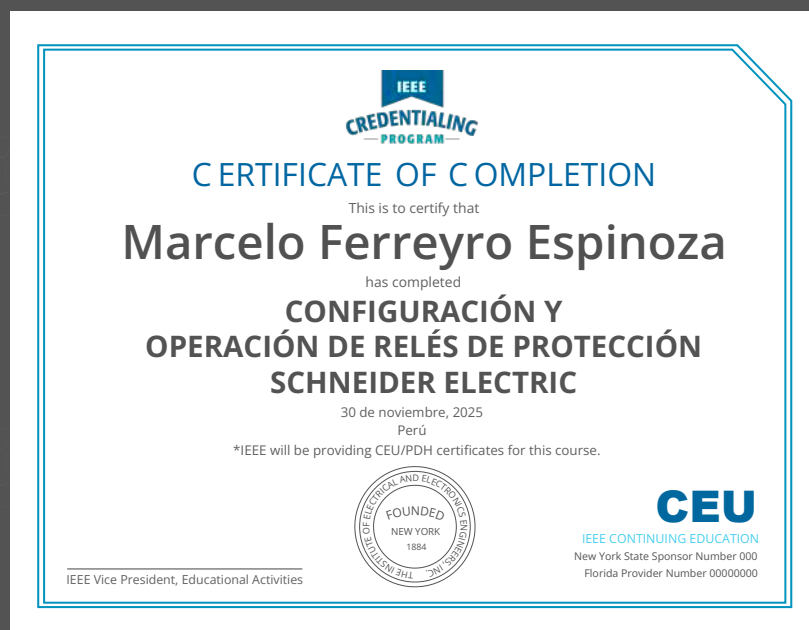 IEEE
CREDENTIALING
PROGRAM
CERTIFICATE OF COMPLETION
This is to certify that
Marcelo Ferreyro Espinoza
has completed
CONFIGURACIÓN Y
OPERACIÓN DE RELÉS DE PROTECCIÓN
SCHNEIDER ELECTRIC
30 de noviembre, 2025
Perú
*IEEE will be providing CEU/PDH certificates for this course.
THE INSTITUTE OF ELECTRICAL AND ELECTRONICS ENGINEERS, INC.
FOUNDED
NEW YORK
1884
CEU
IEEE CONTINUING EDUCATION
New York State Sponsor Number 000
Florida Provider Number 00000000
IEEE Vice President, Educational Activities